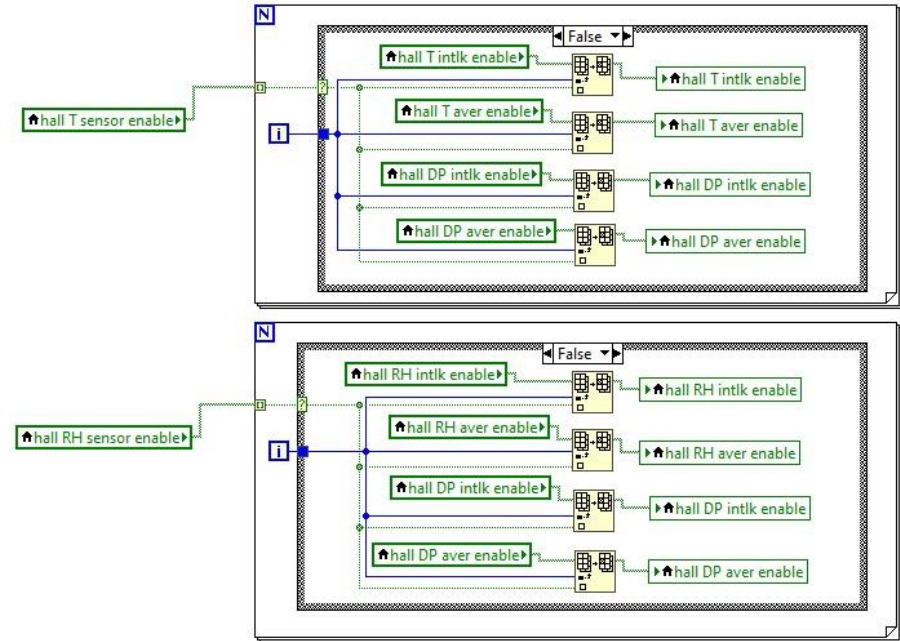 N
False
hall T intlk enable
hall T intlk enable
hall T sensor enable
?
hall T aver enable
hall T aver enable
i
hall DP intlk enable
hall DP intlk enable
hall DP aver enable
hall DP aver enable
N
False
hall RH intlk enable
hall RH intlk enable
?
hall RH sensor enable
hall RH aver enable
hall RH aver enable
i
hall DP intlk enable
hall DP intlk enable
hall DP aver enable
hall DP aver enable